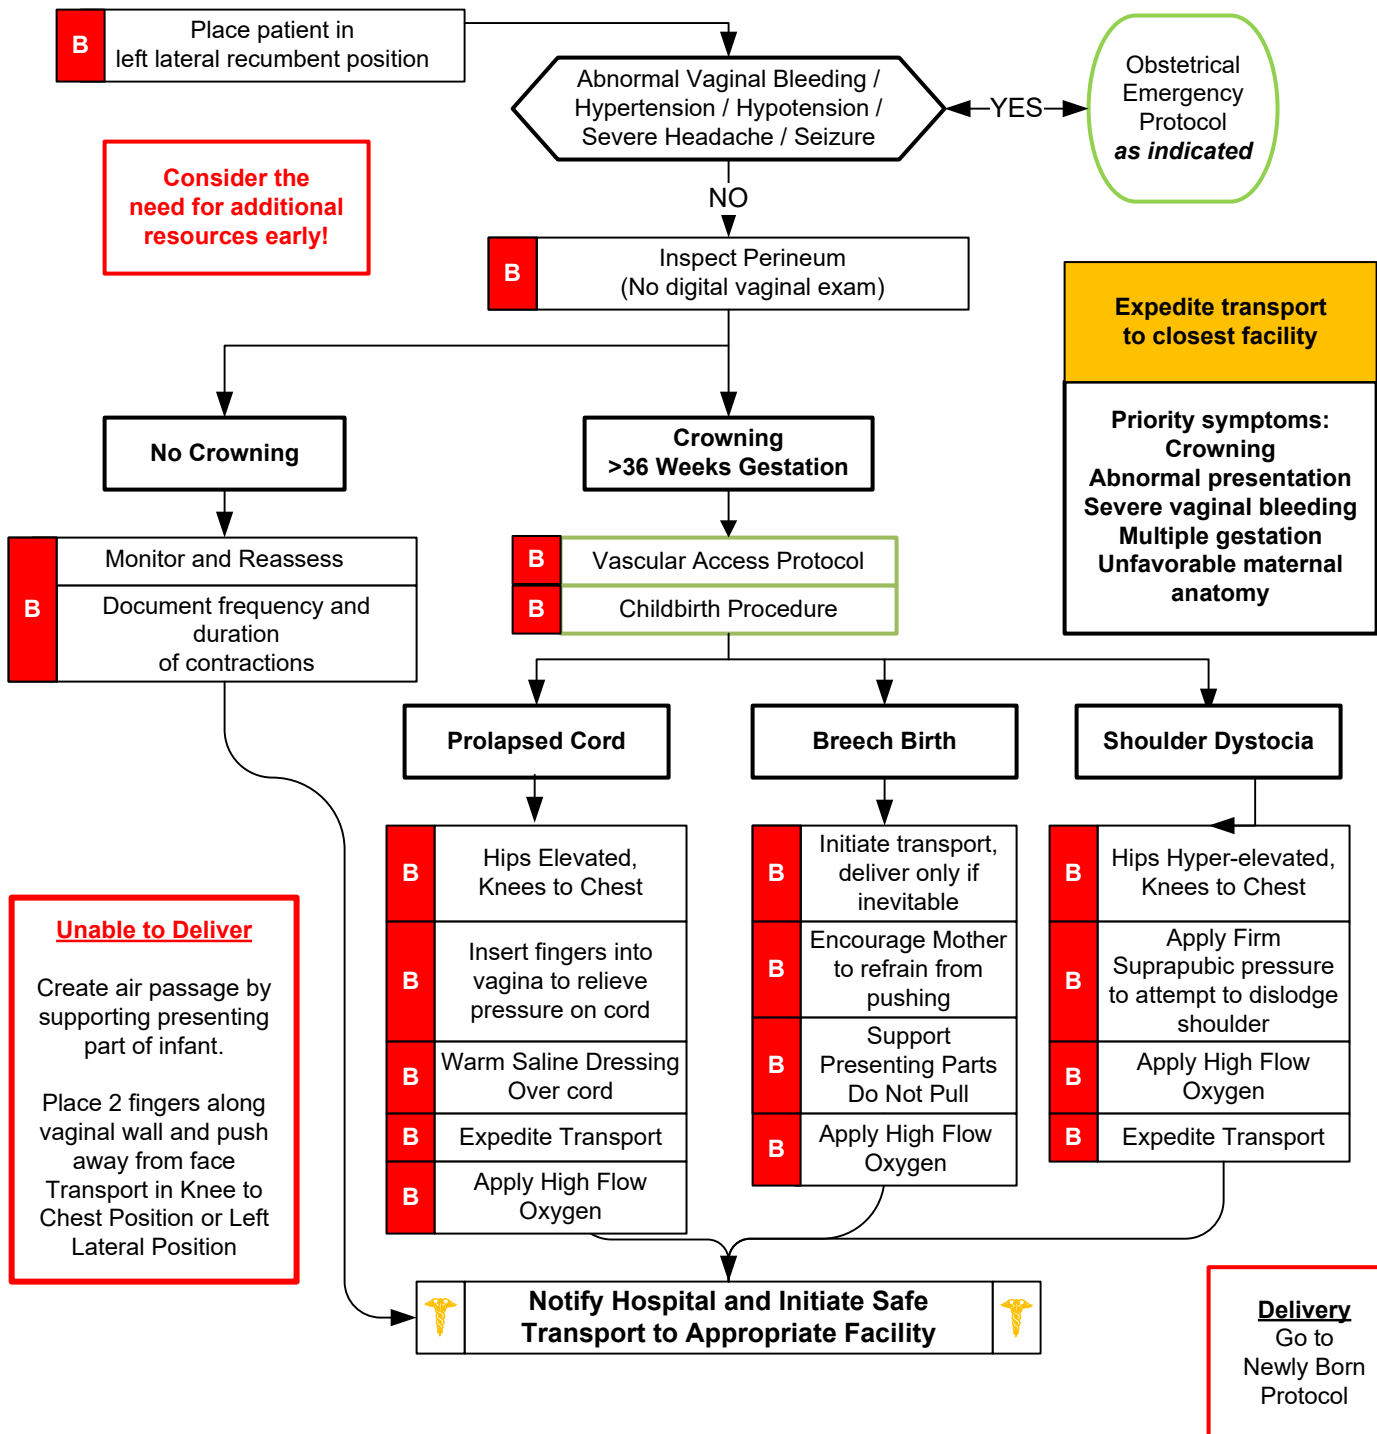 B
Place patient in
left lateral recumbent position
Abnormal Vaginal Bleeding /
Hypertension / Hypotension /
Severe Headache / Seizure
YES
Obstetrical
Emergency
Protocol
as indicated
Consider the
need for additional
resources early!
NO
B
Inspect Perineum
(No digital vaginal exam)
Expedite transport
to closest facility
Priority symptoms:
Crowning
Abnormal presentation
Severe vaginal bleeding
Multiple gestation
Unfavorable maternal
anatomy
No Crowning
Crowning
>36 Weeks Gestation
B
Monitor and Reassess
Document frequency and
duration
of contractions
B
Vascular Access Protocol
B
Childbirth Procedure
Prolapsed Cord
Breech Birth
Shoulder Dystocia
B
Hips Elevated,
Knees to Chest
B
Insert fingers into
vagina to relieve
pressure on cord
B
Warm Saline Dressing
Over cord
B
Expedite Transport
B
Apply High Flow
Oxygen
B
Initiate transport,
deliver only if
inevitable
B
Encourage Mother
to refrain from
pushing
B
Support
Presenting Parts
Do Not Pull
B
Apply High Flow
Oxygen
B
Hips Hyper-elevated,
Knees to Chest
B
Apply Firm
Suprapubic pressure
to attempt to dislodge
shoulder
B
Apply High Flow
Oxygen
B
Expedite Transport
Unable to Deliver
Create air passage by
supporting presenting
part of infant.
Place 2 fingers along
vaginal wall and push
away from face
Transport in Knee to
Chest Position or Left
Lateral Position
Notify Hospital and Initiate Safe
Transport to Appropriate Facility
Delivery
Go to
Newly Born
Protocol